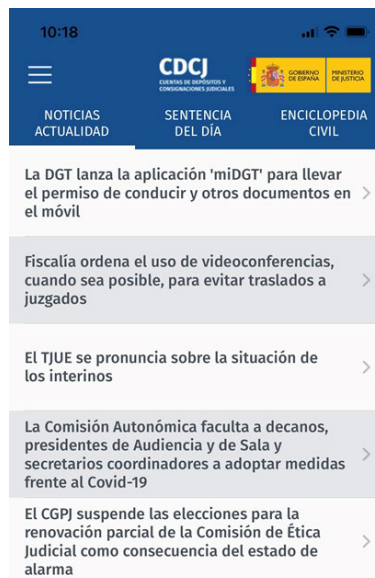 10:18
CDCJ
CUENTAS DE DEPÓSITOS Y
CONSIGNACIONES JUDICIALES
GOBIERNO
DE ESPAÑA
MINISTERIO
DE JUSTICIA
NOTICIAS
ACTUALIDAD
SENTENCIA
DEL DÍA
ENCICLOPEDIA
CIVIL
La DGT lanza la aplicación 'miDGT' para llevar
el permiso de conducir y otros documentos en
el móvil
Fiscalía ordena el uso de videoconferencias,
cuando sea posible, para evitar traslados a
juzgados
El TJUE se pronuncia sobre la situación de
los interinos
La Comisión Autonómica faculta a decanos,
presidentes de Audiencia y de Sala y
secretarios coordinadores a adoptar medidas
frente al Covid-19
El CGPJ suspende las elecciones para la
renovación parcial de la Comisión de Ética
Judicial como consecuencia del estado de
alarma